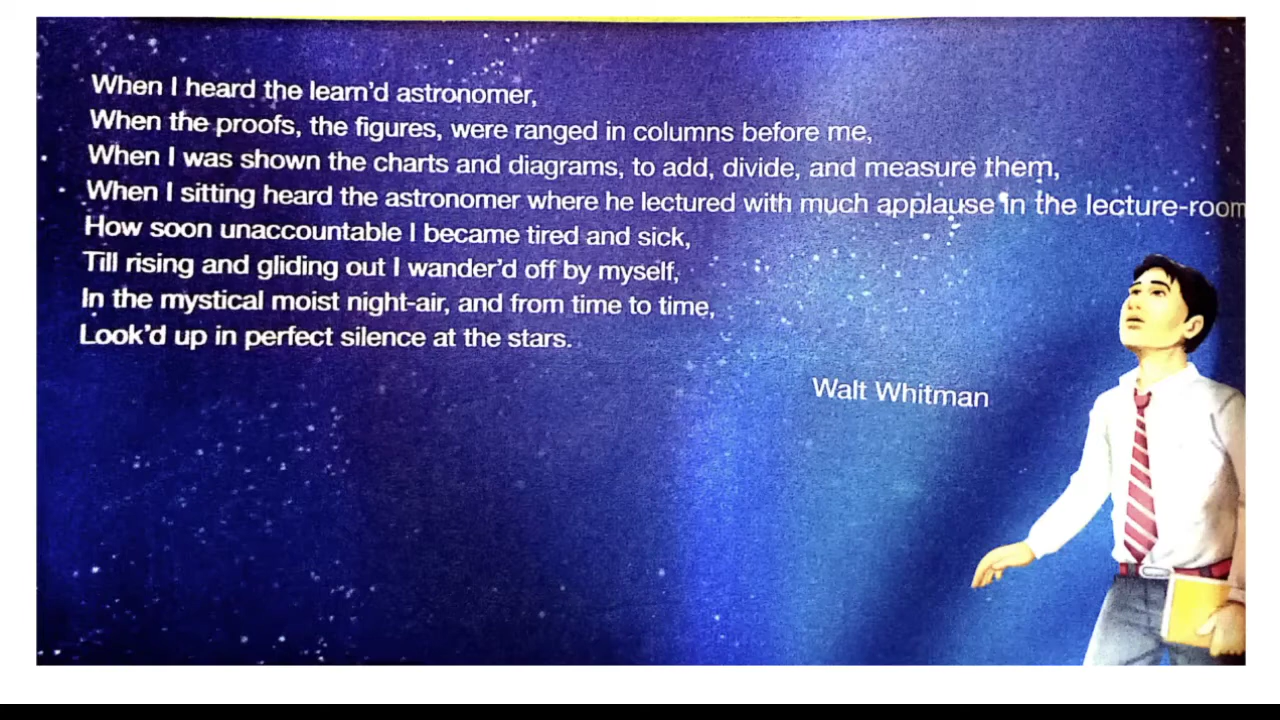 When I heard the learn'd astronomer,
When the proofs, the figures, were ranged in columns before me,
When I was shown the charts and diagrams, to add, divide, and measure them,
When I sitting heard the astronomer where he lectured with much applause in the lecture-room
How soon unaccountable I became tired and sick,
Till rising and gliding out I wander'd off by myself,
In the mystical moist night-air, and from time to time,
Look'd up in perfect silence at the stars.
Walt Whitman